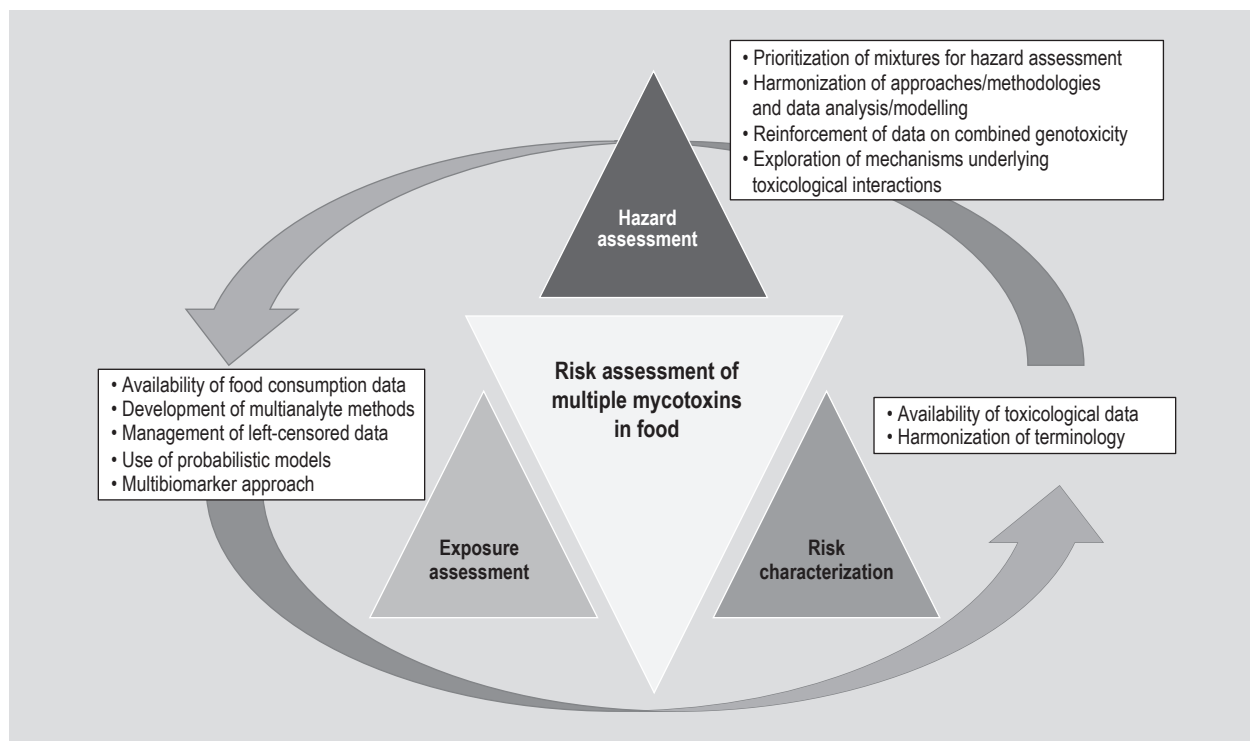 • Prioritization of mixtures for hazard assessment
• Harmonization of approaches/methodologies
and data analysis/modelling
• Reinforcement of data on combined genotoxicity
• Exploration of mechanisms underlying
toxicological interactions
Hazard
assessment
Risk assessment of
multiple mycotoxins
in food
• Availability of food consumption data
• Development of multianalyte methods
• Management of left-censored data
• Use of probabilistic models
• Multibiomarker approach
• Availability of toxicological data
• Harmonization of terminology
Exposure
assessment
Risk
characterization